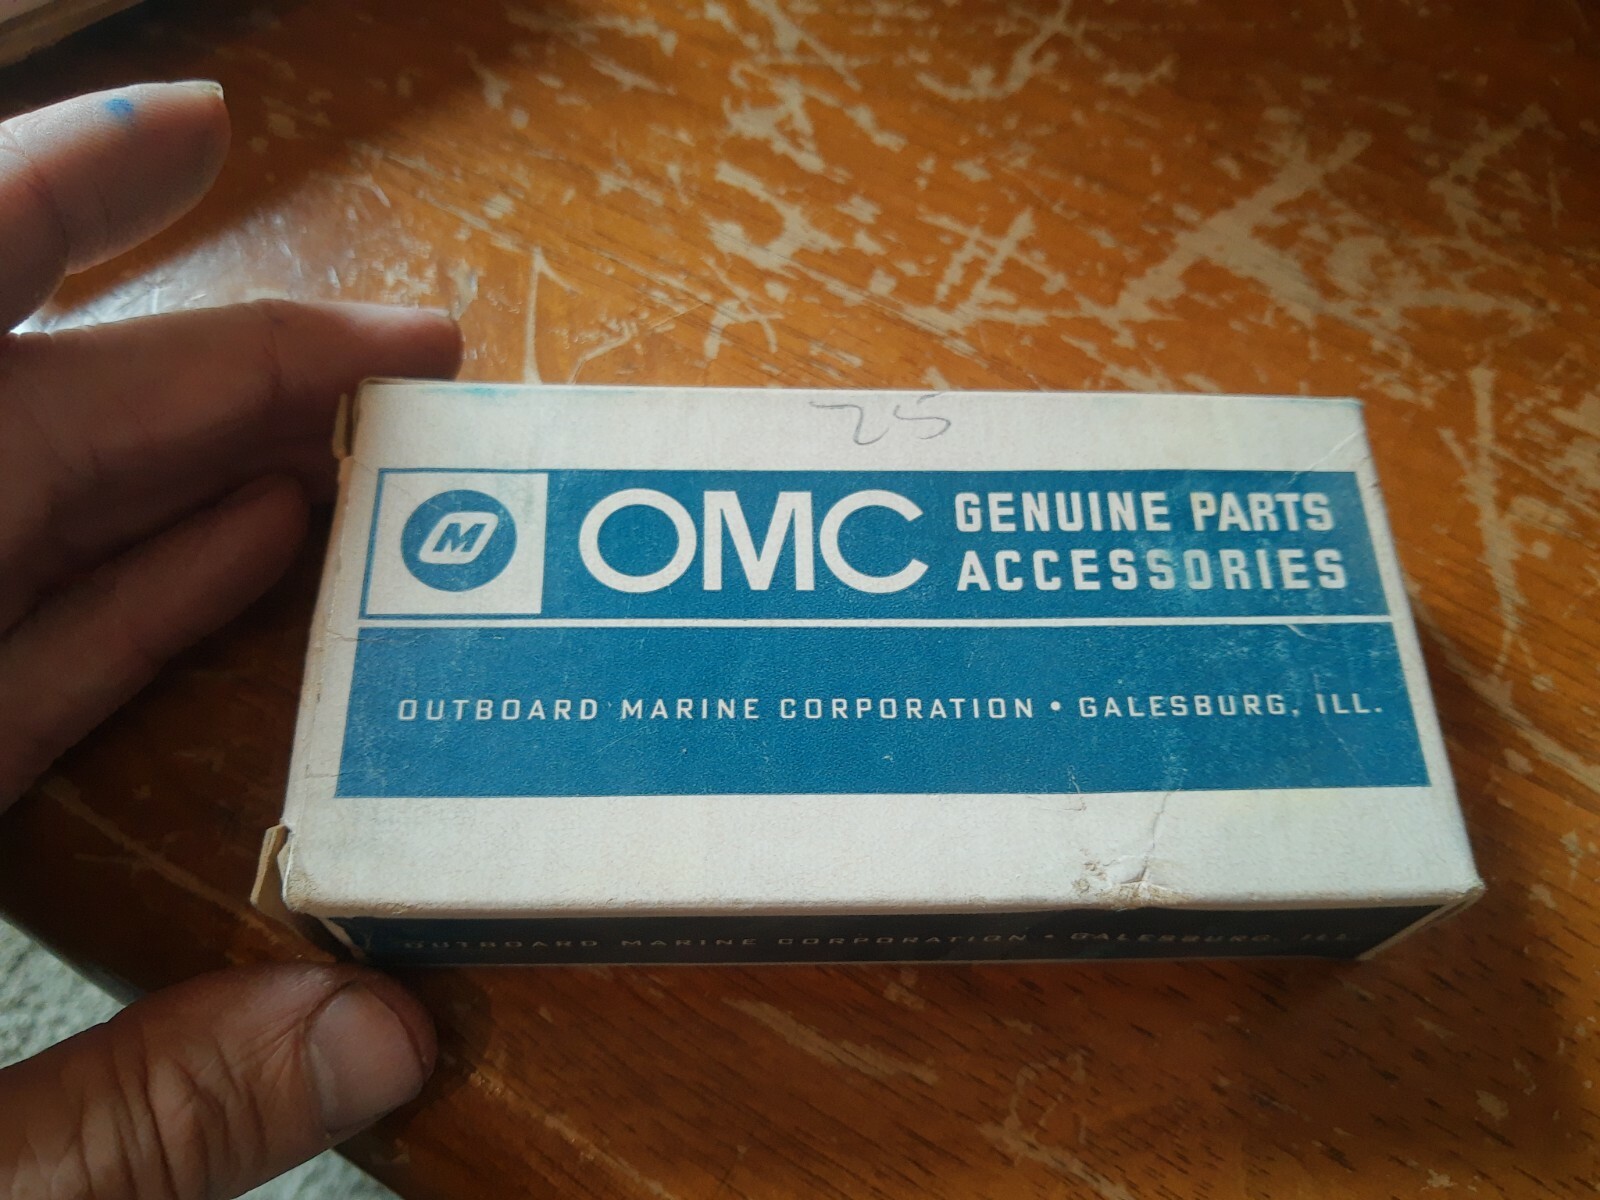 25
M OMC GENUINE PARTS
ACCESSORIES
OUTBOARD MARINE CORPORATION • GALESBURG, ILL.
OUTBOARD MARINE CORPORATION • GALESBURG, ILL.